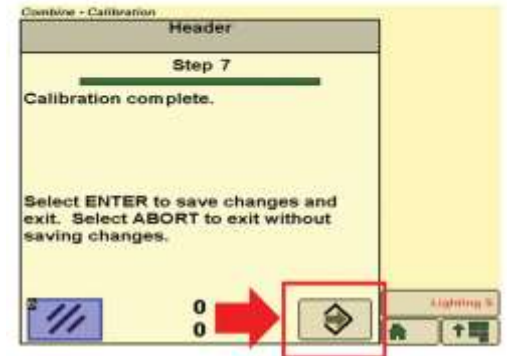 Combine - Calibration
Header
Step 7
Calibration complete.
Select ENTER to save changes and
exit. Select ABORT to exit without
saving changes.
0
0
Lighting S